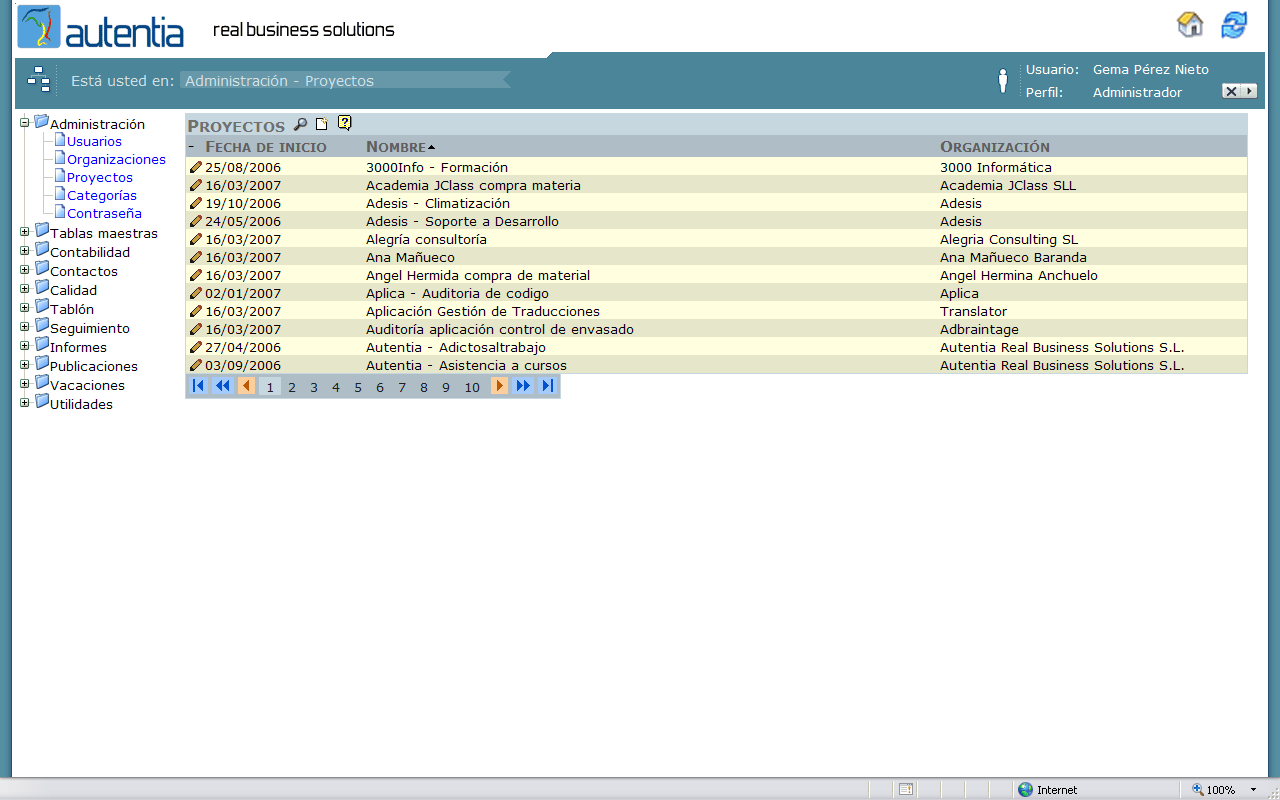 autentia real business solutions
Está usted en: Administración - Proyectos
Usuario: Gema Pérez Nieto
Perfil: Administrador
Administración
Usuarios
Organizaciones
Proyectos
Categorías
Contraseña
Tablas maestras
Contabilidad
Contactos
Calidad
Tablón
Seguimiento
Informes
Publicaciones
Vacaciones
Utilidades
PROYECTOS
- FECHA DE INICIO NOMBRE ORGANIZACIÓN
25/08/2006 3000Info - Formación 3000 Informática
16/03/2007 Academia JClass compra materia Academia JClass SLL
19/10/2006 Adesis - Climatización Adesis
24/05/2006 Adesis - Soporte a Desarrollo Adesis
16/03/2007 Alegría consultoría Alegria Consulting SL
16/03/2007 Ana Mañueco Ana Mañueco Baranda
16/03/2007 Angel Hermida compra de material Angel Hermina Anchuelo
02/01/2007 Aplica - Auditoria de codigo Aplica
16/03/2007 Aplicación Gestión de Traducciones Translator
16/03/2007 Auditoría aplicación control de envasado Adbraintage
27/04/2006 Autentia - Adictosaltrabajo Autentia Real Business Solutions S.L.
03/09/2006 Autentia - Asistencia a cursos Autentia Real Business Solutions S.L.
1 2 3 4 5 6 7 8 9 10
Internet 100%